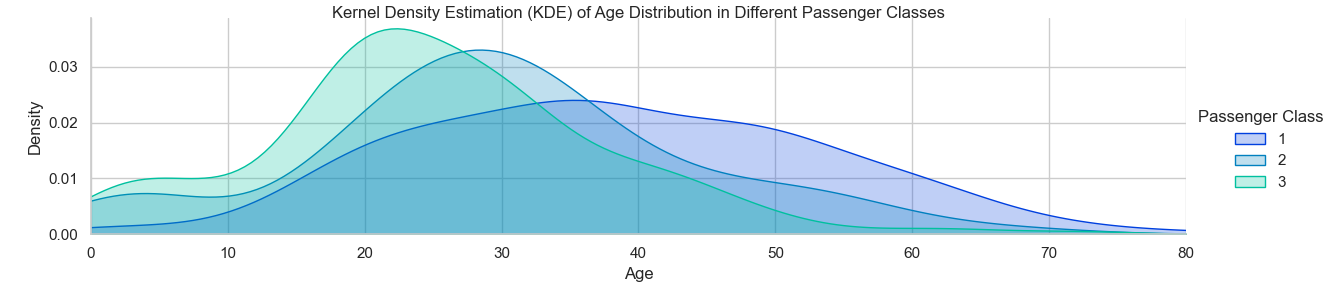 Kernel Density Estimation (KDE) of Age Distribution in Different Passenger Classes
Density
0.03
0.02
0.01
0.00
0 10 20 30 40 50 60 70 80
Age
Passenger Class
1
2
3